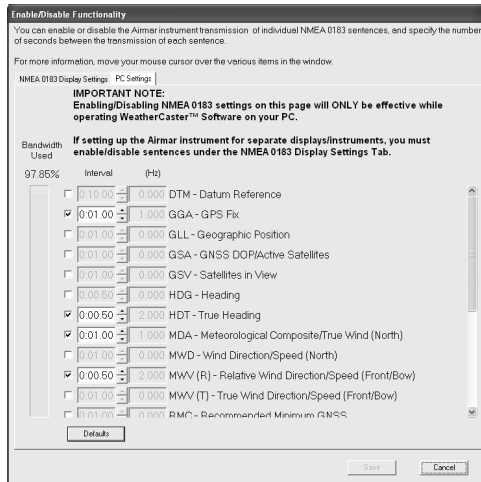 Enable/Disable Functionality
You can enable or disable the Airmar instrument transmission of individual NMEA 0183 sentences, and specify the number
of seconds between the transmission of each sentence.
For more information, move your mouse cursor over the various items in the window.
NMEA 0183 Display Settings PC Settings
IMPORTANT NOTE:
Enabling/Disabling NMEA 0183 settings on this page will ONLY be effective while
operating WeatherCaster™ Software on your PC.
If setting up the Airmar instrument for separate displays/instruments, you must
enable/disable sentences under the NMEA 0183 Display Settings Tab.
Bandwidth
Used
97.85% Interval (Hz)
0:10.00 0.000 DTM - Datum Reference
0:01.00 1.000 GGA - GPS Fix
0:01.00 0.000 GLL - Geographic Position
0:01.00 0.000 GSA - GNSS DOP/Active Satellites
0:01.00 0.000 GSV - Satellites in View
0:00.50 0.000 HDG - Heading
0:00.50 2.000 HDT - True Heading
0:01.00 1.000 MDA - Meteorological Composite/True Wind (North)
0:01.00 0.000 MWD - Wind Direction/Speed (North)
0:00.50 2.000 MWV (R) - Relative Wind Direction/Speed (Front/Bow)
0:01.00 0.000 MWV (T) - True Wind Direction/Speed (Front/Bow)
0:01.00 0.000 RMC - Recommended Minimum GNSS
Defaults
Save Cancel